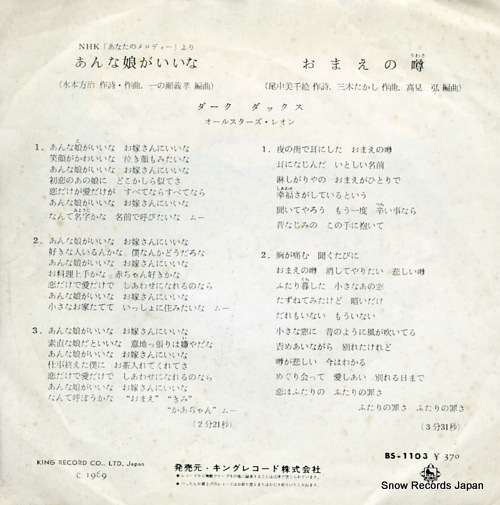 NHK「あなたのメロディー」より
あんな娘がいいな
(水本方治 作詩・作曲、一の瀬義孝 編曲)
おまえの噂
うわさ
(尾中美千絵 作詩、三木たかし 作曲、高見 弘 編曲)
ダーク ダックス
オールスターズ・レオン
1. あんな娘がいいな お嫁さんにいいな
笑顔がかわいいな 泣き顔もみたいな
あんな娘がいいな お嫁さんにいいな
初恋のあの娘に どこかしら似てさ
恋だけが愛だけが すべてならすべてなら
あんな娘がいいな お嫁さんにいいな
なんて名字かな 名前で呼びたいな ムー
2. あんな娘がいいな お嫁さんにいいな
好きな人いるんかな 僕なんかどうだろな
あんな娘がいいな お嫁さんにいいな
お料理上手かな 赤ちゃん好きかな
恋だけで愛だけで しあわせになれるのなら
あんな娘がいいな お嫁さんにいいな
小さなお家たてて いっしょに住みたいな ムー
3. あんな娘がいいな お嫁さんにいいな
素直な娘だといいな 意地っ張りは嫌やだな
あんな娘がいいな お嫁さんにいいな
仕事終えた僕に お茶入れてくれてさ
恋だけで愛だけで しあわせになれるのなら
あんな娘がいいな お嫁さんにいいな
なんて呼ぼうかな “おまえ” “きみ”
“かあちゃん” ムー
(2分21秒)
1. 夜の街で耳にした おまえの噂
耳になじんだ いとしい名前
淋しがりやの おまえがひとりで
しあわせ
幸福さがしているという
聞いてやろう もう一度 辛い事なら
昔なじみの この手に抱いて
2. 胸が痛む 聞くたびに
おまえの噂 消してやりたい 悲しい噂
ふたり暮した 小さなあの窓
たずねてみたけど 暗いだけ
だれもいない もういない
小さな窓に 昔のように風が吹いてる
責めあいながら 別れたけれど
噂が悲しい 今はわかる
めぐり会って 愛しあい 別れる日まで
恋はふたりの ふたりの罪さ
ふたりの罪さ ふたりの罪さ
(3分31秒)
KING RECORD CO., LTD. Japan
© 1969
発売元・キングレコード株式会社
BS-1103 ¥370
Snow Records Japan